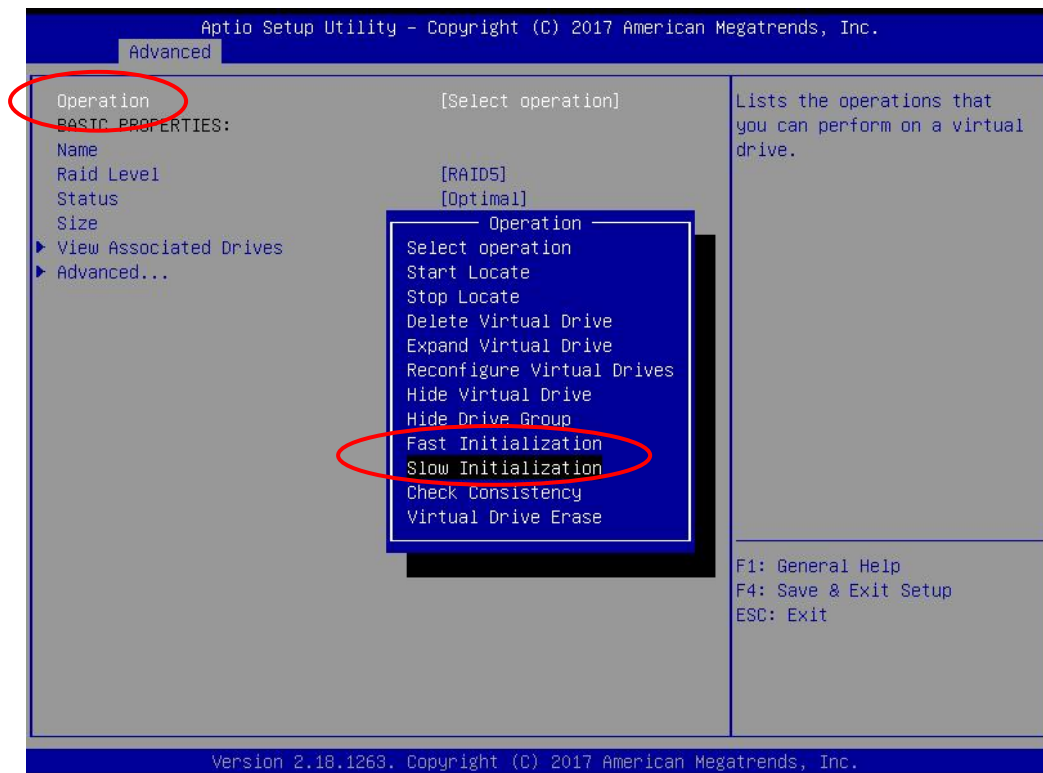 Aptio Setup Utility – Copyright (C) 2017 American Megatrends, Inc.
Advanced
Operation [Select operation]
BASIC PROPERTIES:
Name
Raid Level [RAID5]
Status [Optimal]
Size
View Associated Drives
Advanced...
Operation
Select operation
Start Locate
Stop Locate
Delete Virtual Drive
Expand Virtual Drive
Reconfigure Virtual Drives
Hide Virtual Drive
Hide Drive Group
Fast Initialization
Slow Initialization
Check Consistency
Virtual Drive Erase
Lists the operations that
you can perform on a virtual
drive.
F1: General Help
F4: Save & Exit Setup
ESC: Exit
Version 2.18.1263. Copyright (C) 2017 American Megatrends, Inc.